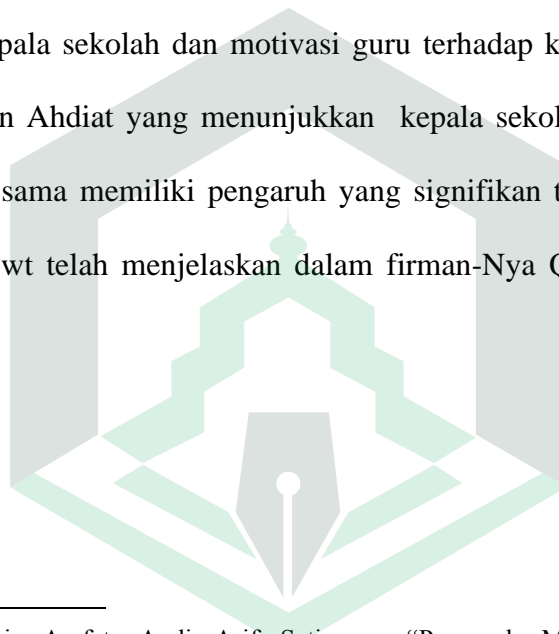 pala sekolah dan motivasi guru terhadap k
n Ahdiat yang menunjukkan kepala sekol
sama memiliki pengaruh yang signifikan t
wt telah menjelaskan dalam firman-Nya